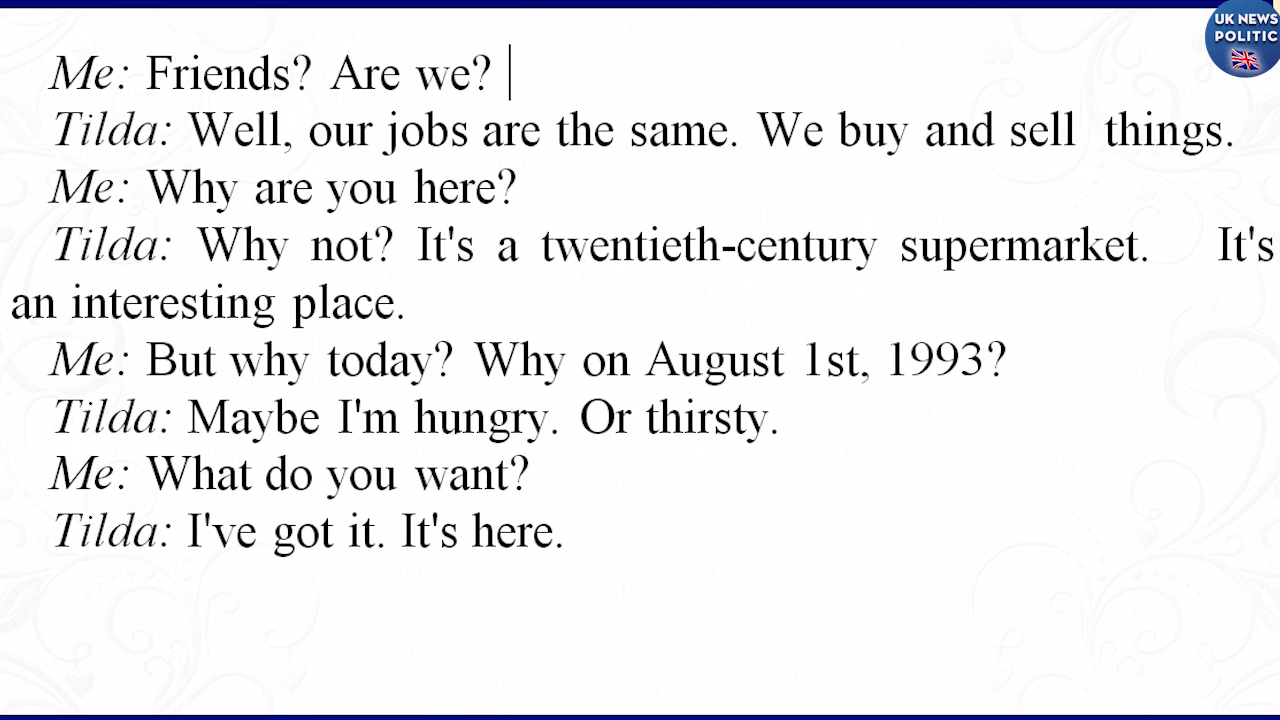 UK NEWS
POLITIC
Me: Friends? Are we?
Tilda: Well, our jobs are the same. We buy and sell things.
Me: Why are you here?
Tilda: Why not? It's a twentieth-century supermarket. It's
an interesting place.
Me: But why today? Why on August 1st, 1993?
Tilda: Maybe I'm hungry. Or thirsty.
Me: What do you want?
Tilda: I've got it. It's here.